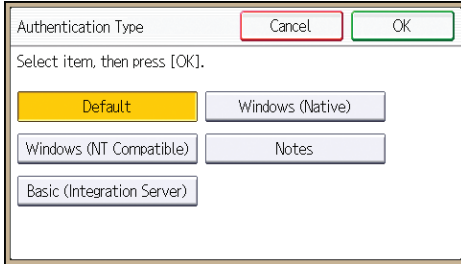 Authentication Type
Cancel
OK
Select item, then press [OK].
Default
Windows (Native)
Windows (NT Compatible)
Notes
Basic (Integration Server)